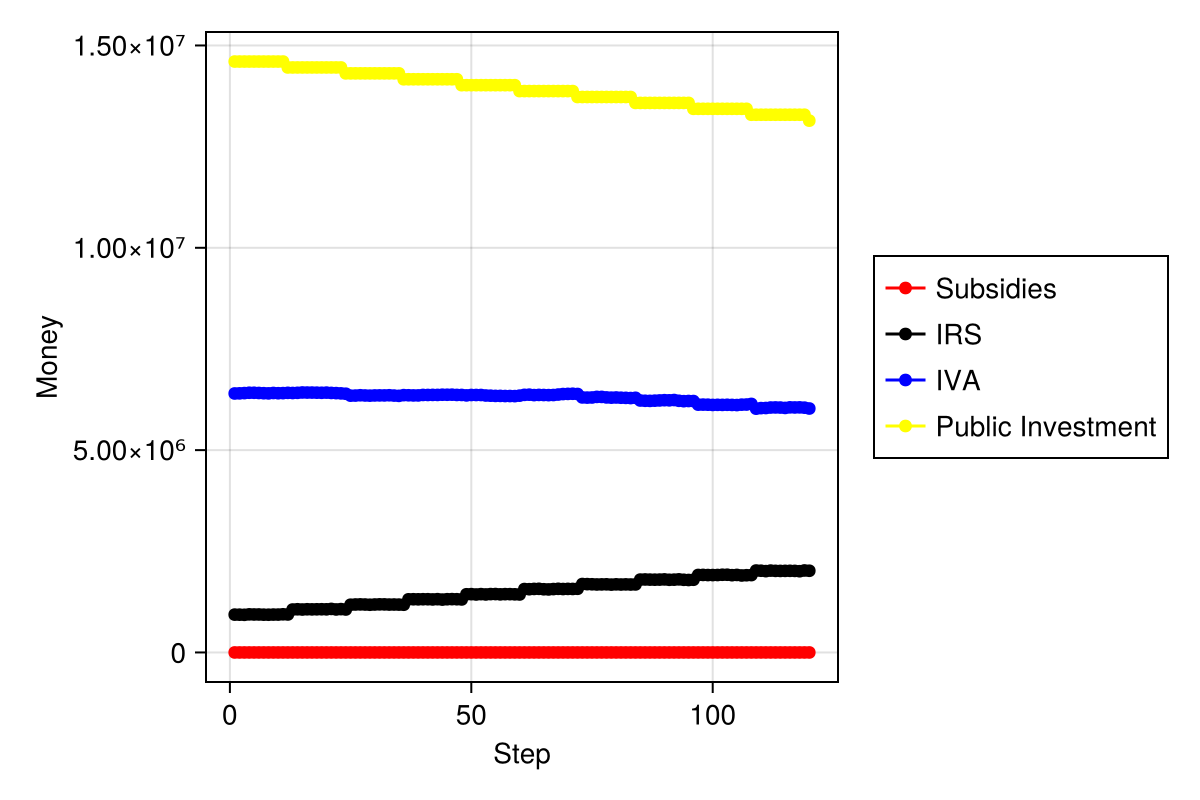 1.50×10⁷
1.00×10⁷
5.00×10⁶
0
Money
0 50 100
Step
Subsidies
IRS
IVA
Public Investment